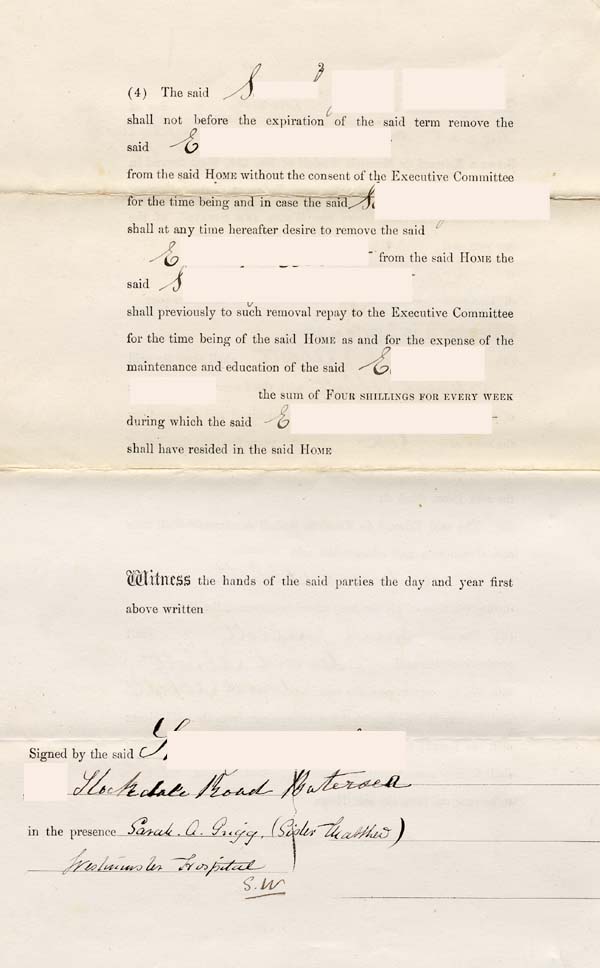 (4) The said S
shall not before the expiration of the said term remove the
said E
from the said HOME without the consent of the Executive Committee
for the time being and in case the said S
shall at any time hereafter desire to remove the said
E from the said HOME the
said S
shall previously to such removal repay to the Executive Committee
for the time being of the said HOME as and for the expense of the
maintenance and education of the said E
the sum of FOUR SHILLINGS FOR EVERY WEEK
during which the said E
shall have resided in the said HOME
Witness the hands of the said parties the day and year first
above written
Signed by the said S.
Stockdale Road Battersea
in the presence Sarah. A. Grigg. (Sister Matthew)
Westminster Hospital
S.W